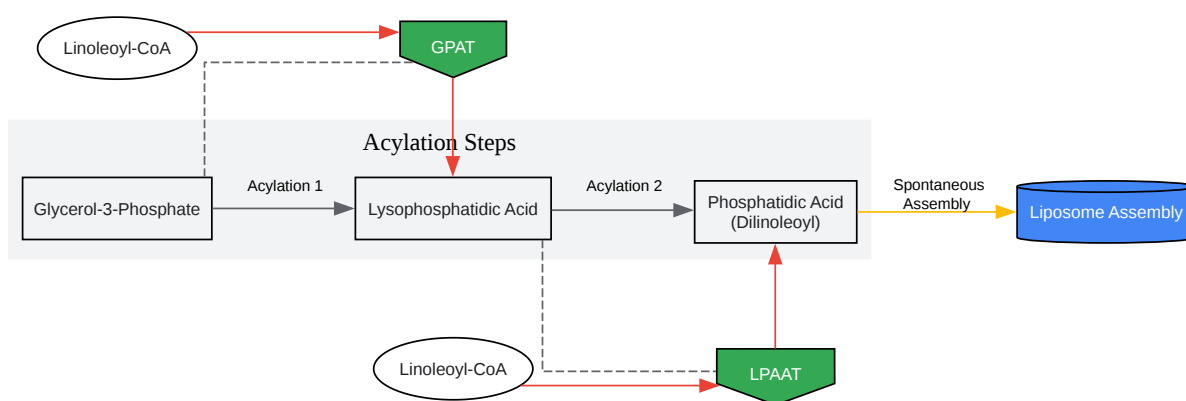 Linoleoyl-CoA
GPAT
Acylation Steps
Glycerol-3-Phosphate
Acylation 1
Lysophosphatidic Acid
Acylation 2
Phosphatidic Acid
(Dilinoleoyl)
Spontaneous
Assembly
Liposome Assembly
Linoleoyl-CoA
LPAAT